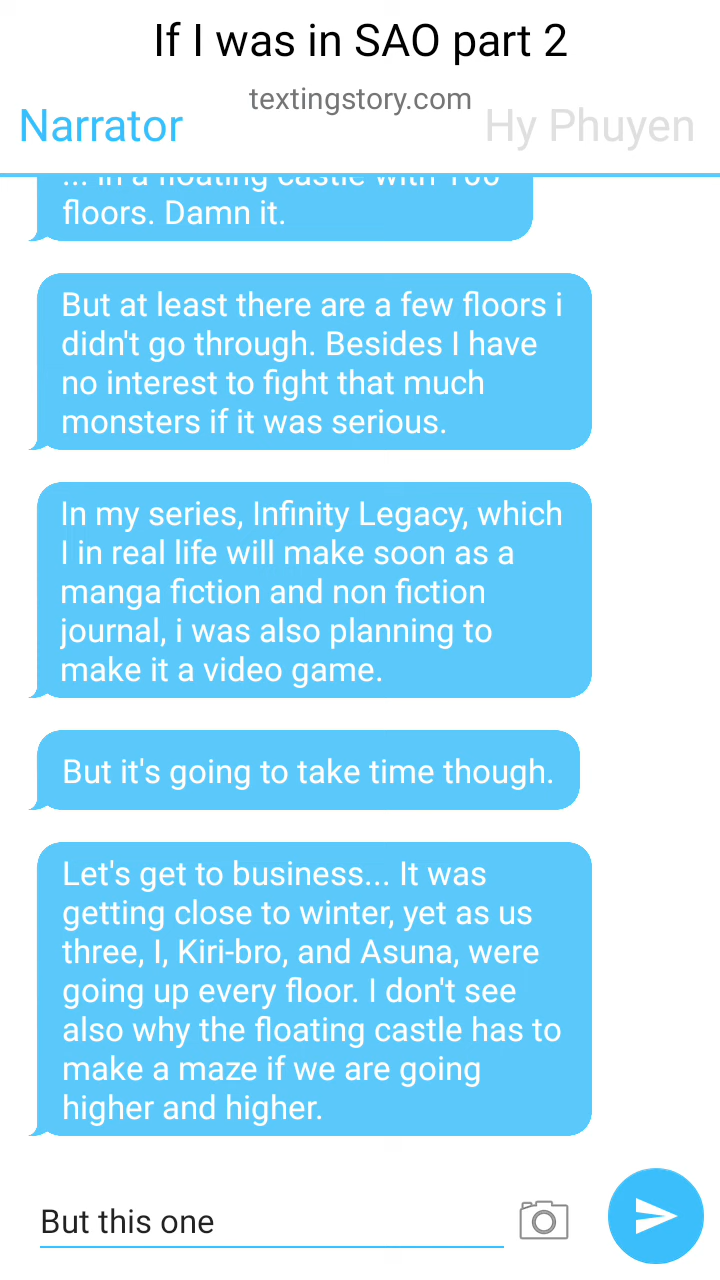 If I was in SAO part 2
textingstory.com
Narrator
Hy Phuyen
... in a floating castle with 100
floors. Damn it.
But at least there are a few floors i
didn't go through. Besides I have
no interest to fight that much
monsters if it was serious.
In my series, Infinity Legacy, which
I in real life will make soon as a
manga fiction and non fiction
journal, i was also planning to
make it a video game.
But it's going to take time though.
Let's get to business... It was
getting close to winter, yet as us
three, I, Kiri-bro, and Asuna, were
going up every floor. I don't see
also why the floating castle has to
make a maze if we are going
higher and higher.
But this one